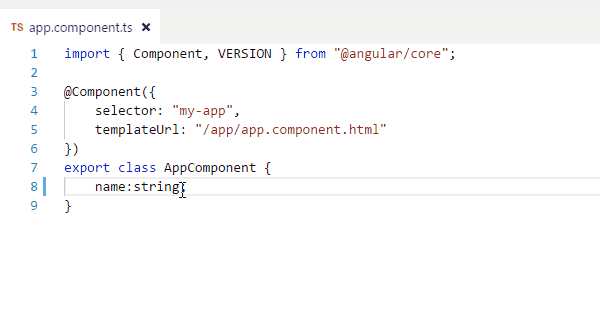 TS app.component.ts ×
1 import { Component, VERSION } from "@angular/core";
2
3 @Component({
4     selector: "my-app",
5     templateUrl: "/app/app.component.html"
6 })
7 export class AppComponent {
8     name:string;
9 }